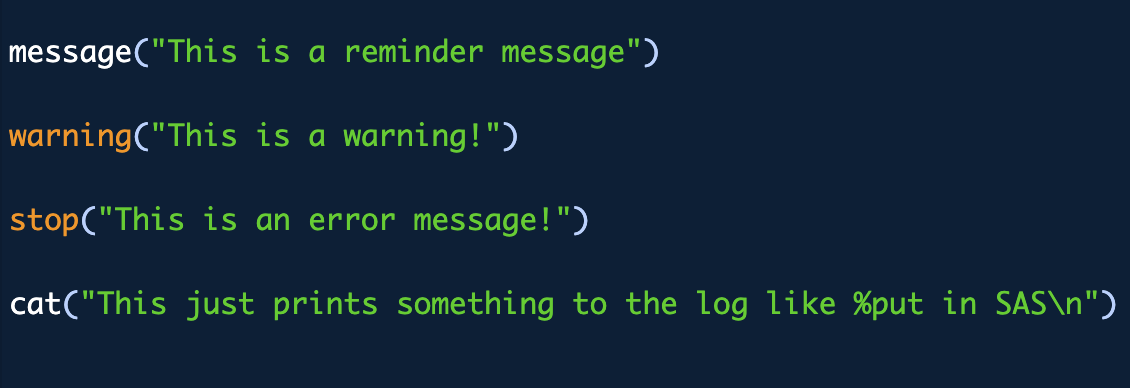 message("This is a reminder message")
warning("This is a warning!")
stop("This is an error message!")
cat("This just prints something to the log like %put in SAS\n")